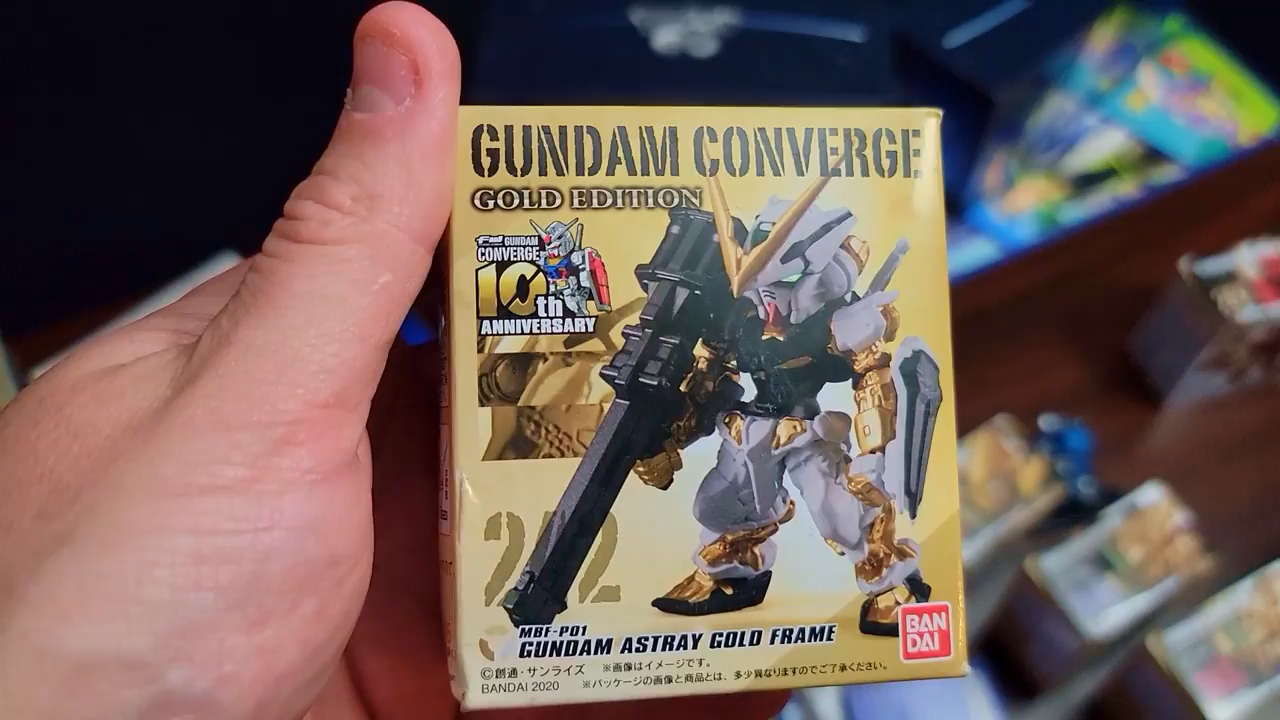 GUNDAM CONVERGE
GOLD EDITION
GUNDAM
CONVERGE
10th
ANNIVERSARY
MBF-P01
GUNDAM ASTRAY GOLD FRAME
BAN
DAI
©創通・サンライズ ※画像はイメージです。
BANDAI 2020 ※パッケージの画像と商品とは、多少異なりますのでご了承ください。